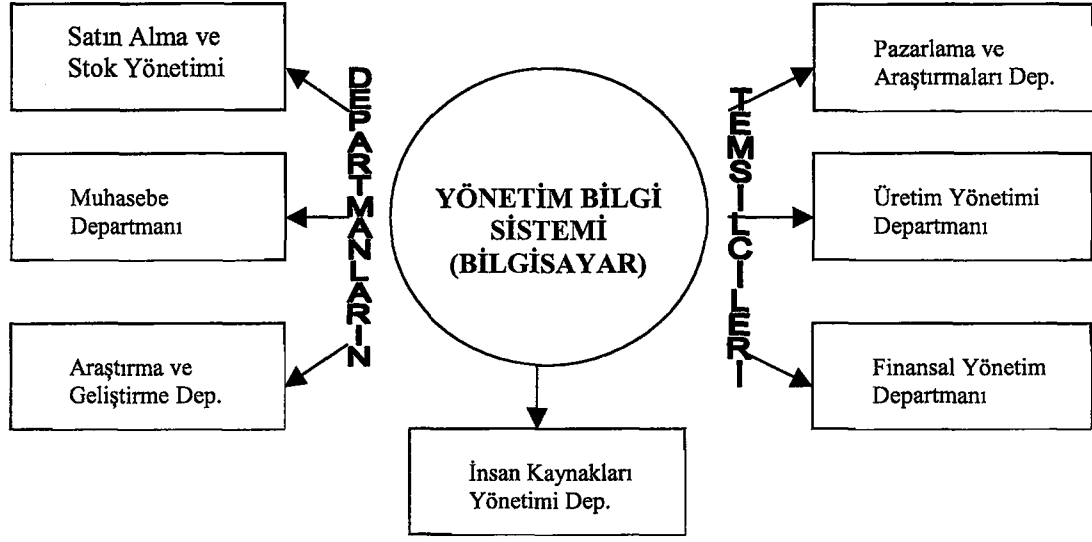 Satın Alma ve
Stok Yönetimi
Muhasebe
Departmanı
Araştırma ve
Geliştirme Dep.
DEPARTMANLARIN
YÖNETİM BİLGİ
SİSTEMİ
(BİLGİSAYAR)
İnsan Kaynakları
Yönetimi Dep.
TEMSİLÇİLERİ
Pazarlama ve
Araştırmaları Dep.
Üretim Yönetimi
Departmanı
Finansal Yönetim
Departmanı